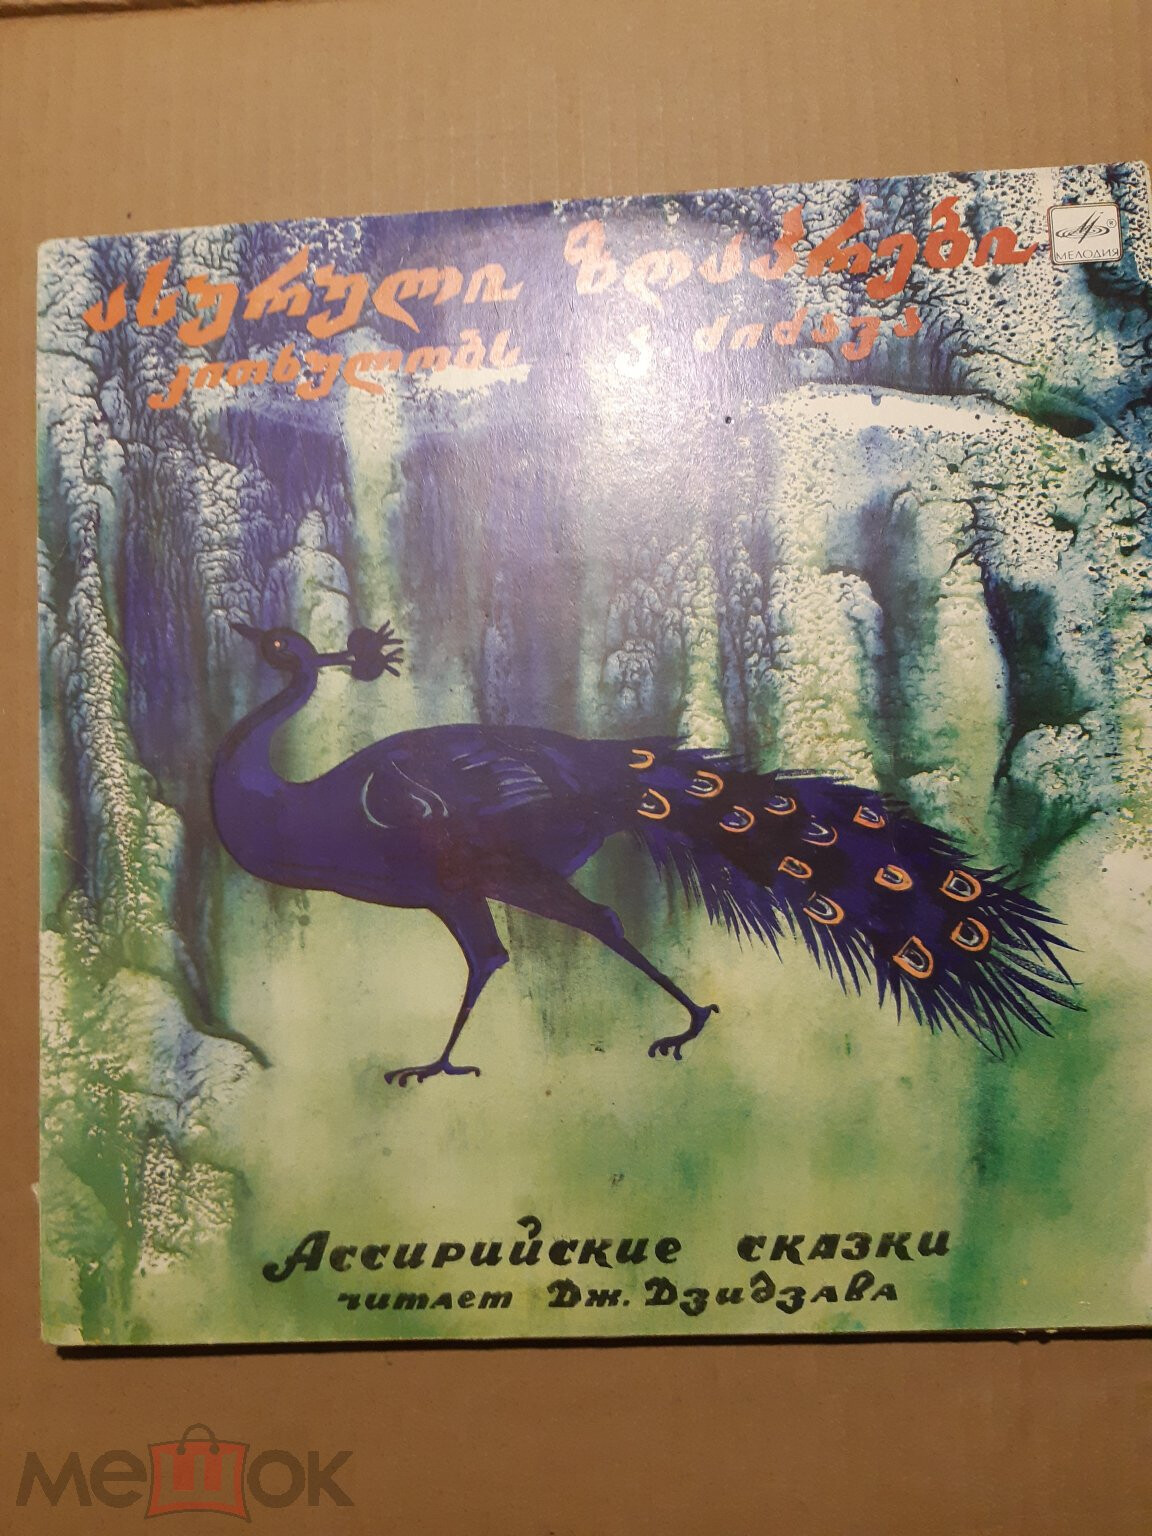 ასურული ზღაპრები
МЕЛОДИЯ
კითხულობს ჯ. ძიძავა
Ассирийские сказки
читает Дж. Дзидзава
мешок